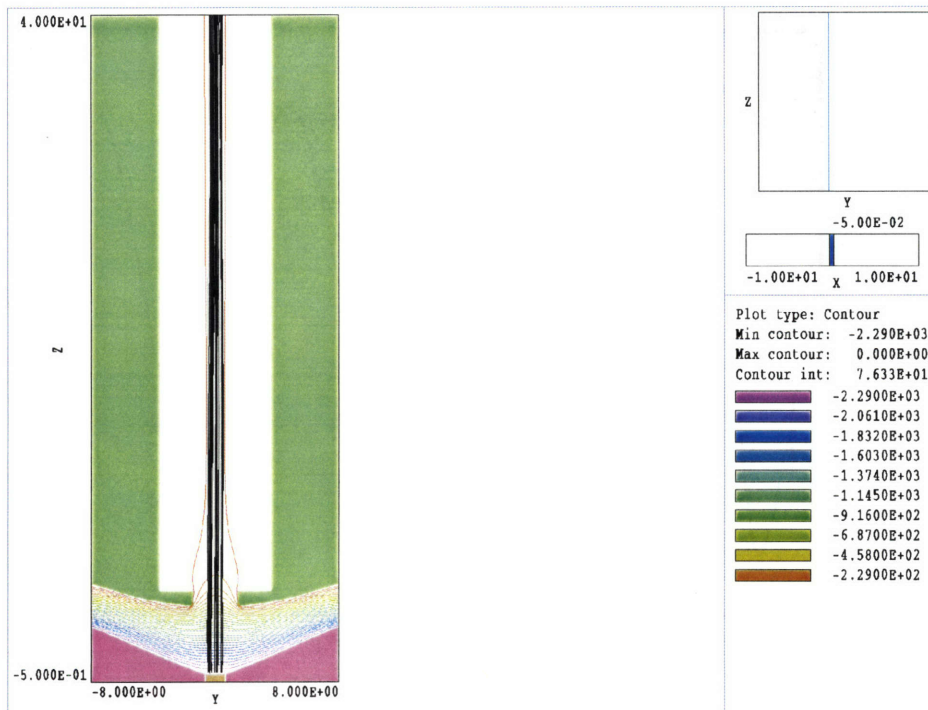 4.000E+01
Z
-5.000E-01
-8.000E+00
8.000E+00
Y
Z
Y
-5.00E-02
-1.00E+01
X
1.00E+01
Plot type: Contour
Min contour: -2.290E+03
Max contour: 0.000E+00
Contour int: 7.633E+01
-2.2900E+03
-2.0610E+03
-1.8320E+03
-1.6030E+03
-1.3740E+03
-1.1450E+03
-9.1600E+02
-6.8700E+02
-4.5800E+02
-2.2900E+02